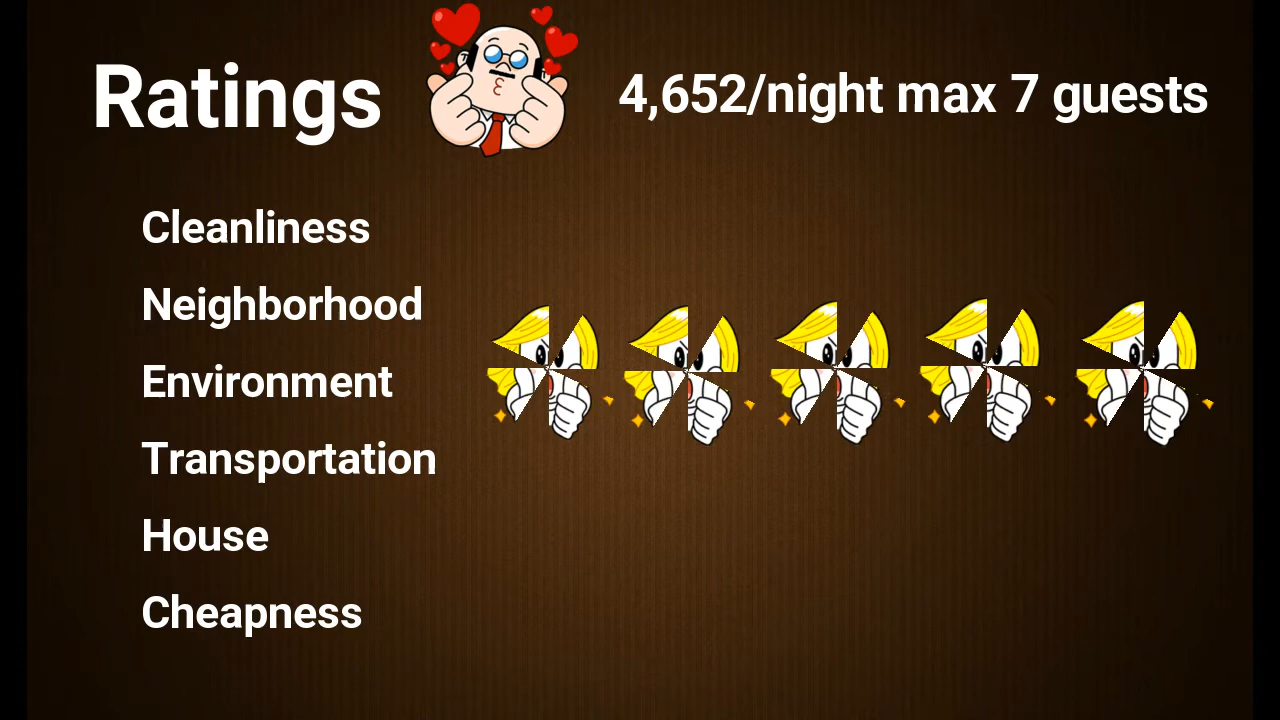 Ratings
4,652/night max 7 guests
Cleanliness
Neighborhood
Environment
Transportation
House
Cheapness